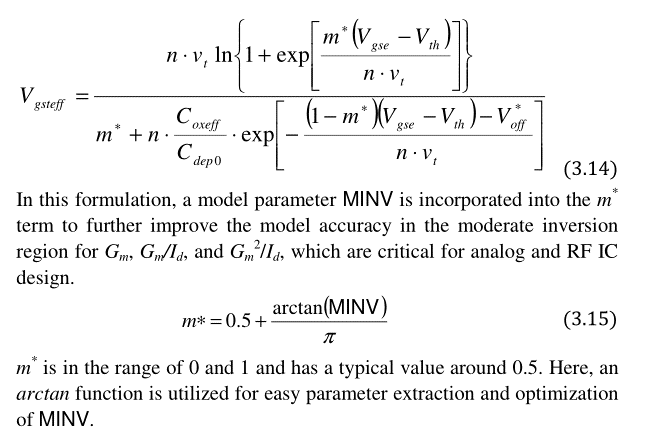 V_gsteff = n · v_t ln{1 + exp[m*(V_gse − V_th) / n · v_t]} / m* + n · C_oxeff / C_dep0 · exp[− (1 − m*)(V_gse − V_th) − V*_off / n · v_t]
(3.14)
In this formulation, a model parameter MINV is incorporated into the m*
term to further improve the model accuracy in the moderate inversion
region for G_m, G_m/I_d, and G_m²/I_d, which are critical for analog and RF IC
design.
m* = 0.5 + arctan(MINV) / π (3.15)
m* is in the range of 0 and 1 and has a typical value around 0.5. Here, an
arctan function is utilized for easy parameter extraction and optimization
of MINV.